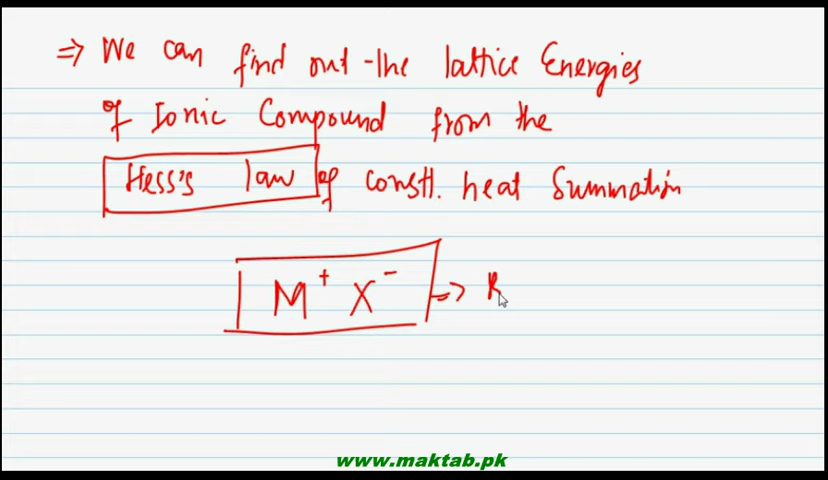 ⇒ We can find out the lattice Energies
of Ionic Compound from the
Hess's law of constt. heat Summation
M⁺ X⁻ ⇒ K
www.maktab.pk